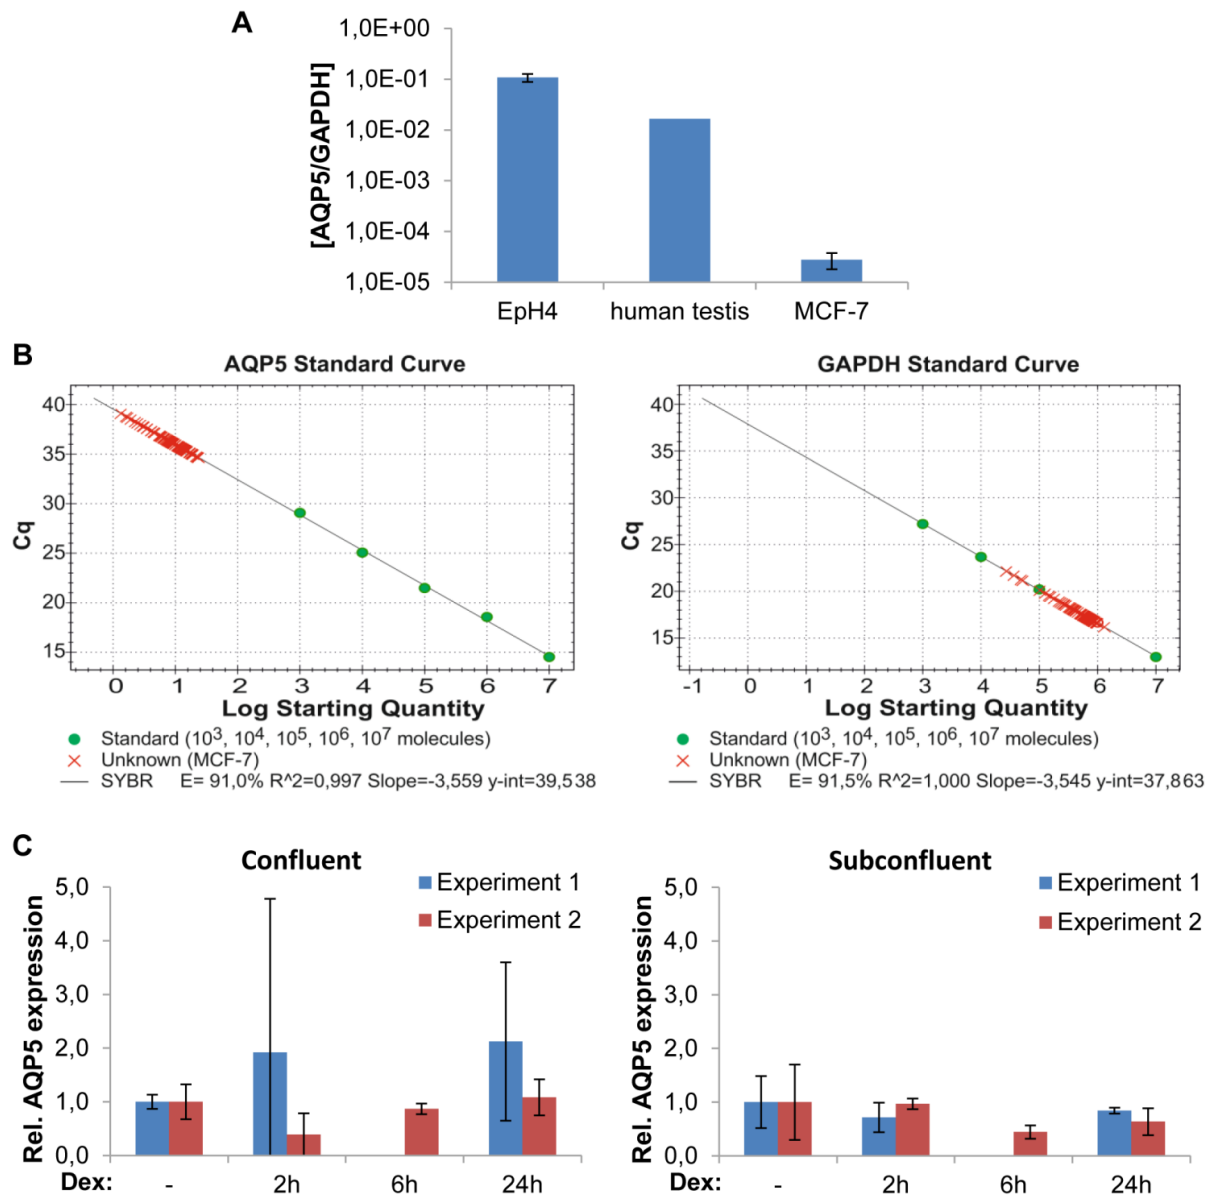 A
1,0E+00
1,0E-01
1,0E-02
1,0E-03
1,0E-04
1,0E-05
[AQP5/GAPDH]
EpH4 human testis MCF-7
B
AQP5 Standard Curve
40
35
30
25
20
15
Cq
0 1 2 3 4 5 6 7
Log Starting Quantity
Standard (10³, 10⁴, 10⁵, 10⁶, 10⁷ molecules)
Unknown (MCF-7)
SYBR E= 91,0% R^2=0,997 Slope=-3,559 y-int=39,538
GAPDH Standard Curve
40
35
30
25
20
15
Cq
-1 0 1 2 3 4 5 6 7
Log Starting Quantity
Standard (10³, 10⁴, 10⁵, 10⁶, 10⁷ molecules)
Unknown (MCF-7)
SYBR E= 91,5% R^2=1,000 Slope=-3,545 y-int=37,863
C
Confluent
Experiment 1
Experiment 2
5,0
4,0
3,0
2,0
1,0
0,0
Rel. AQP5 expression
Dex: - 2h 6h 24h
Subconfluent
Experiment 1
Experiment 2
5,0
4,0
3,0
2,0
1,0
0,0
Rel. AQP5 expression
Dex: - 2h 6h 24h